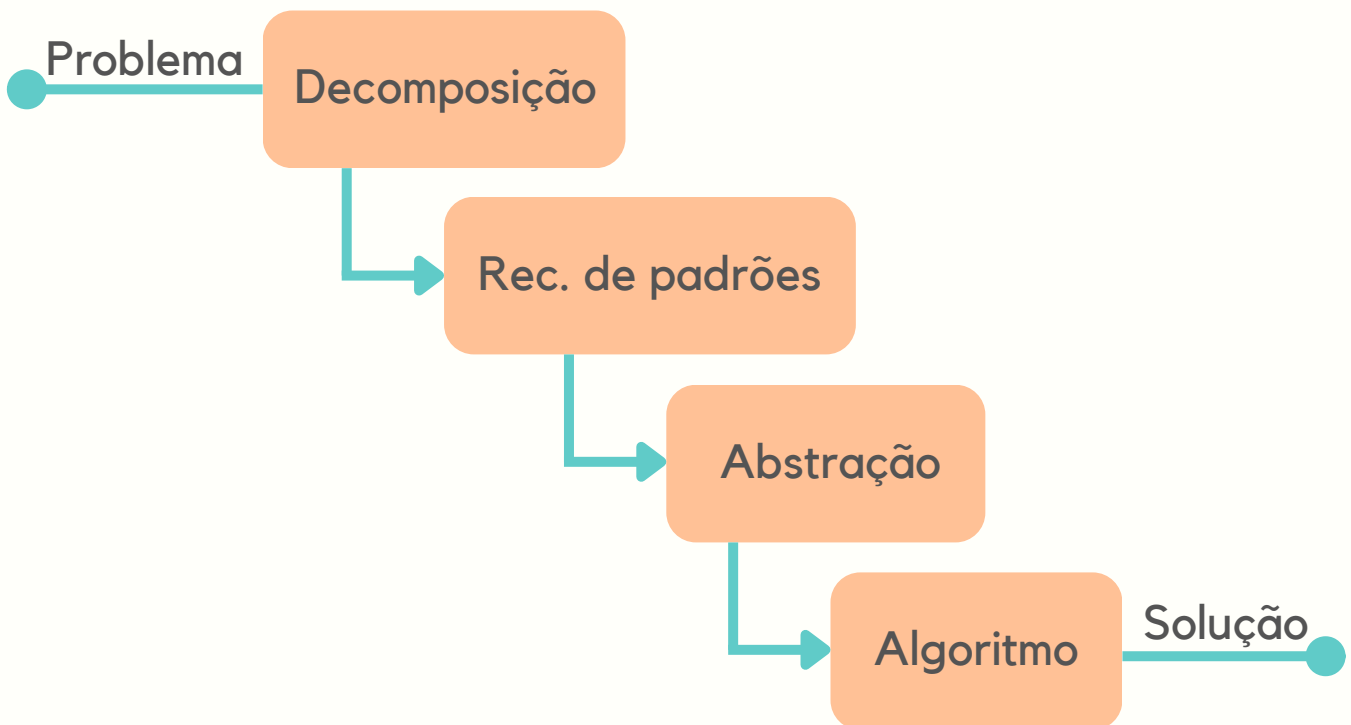 Problema
Decomposição
Rec. de padrões
Abstração
Algoritmo
Solução